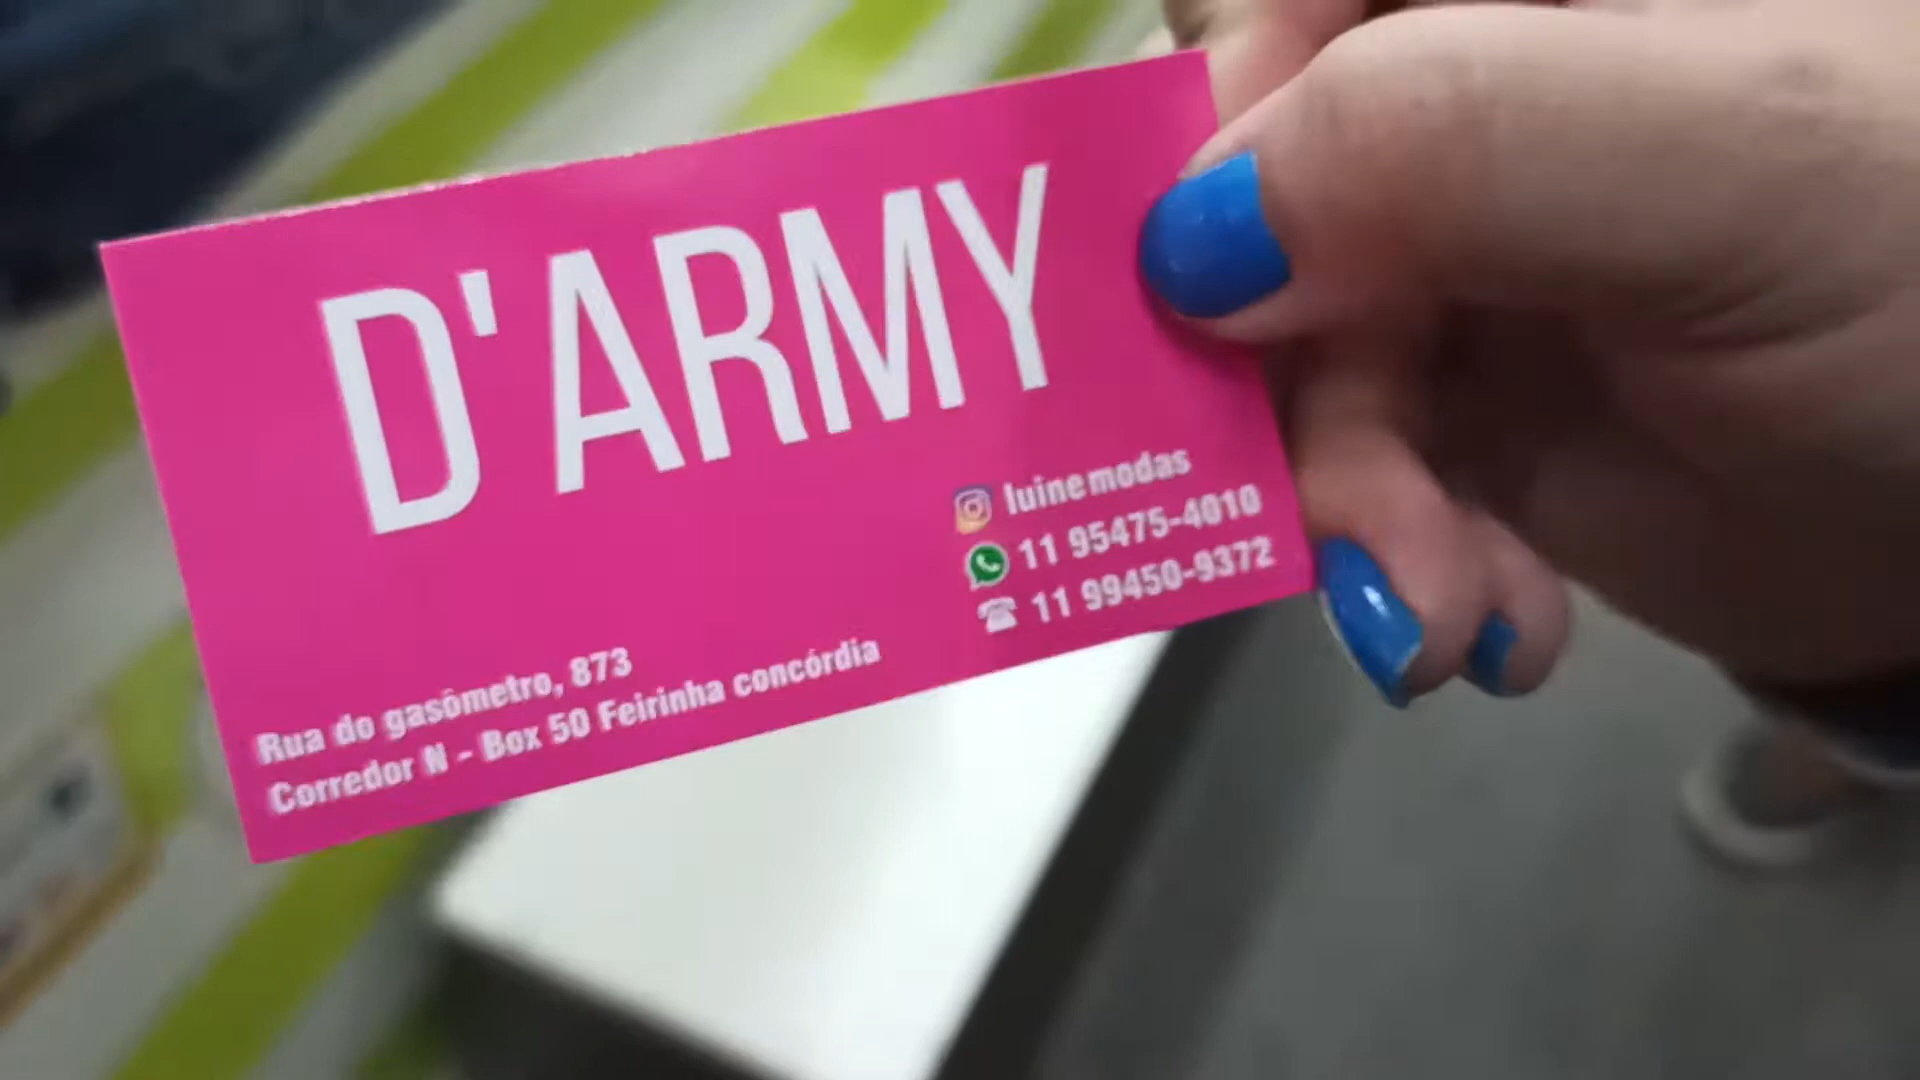 D'ARMY
luinemodas
11 95475-4010
11 99450-9372
Rua do gasômetro, 873
Corredor N - Box 50 Feirinha concórdia